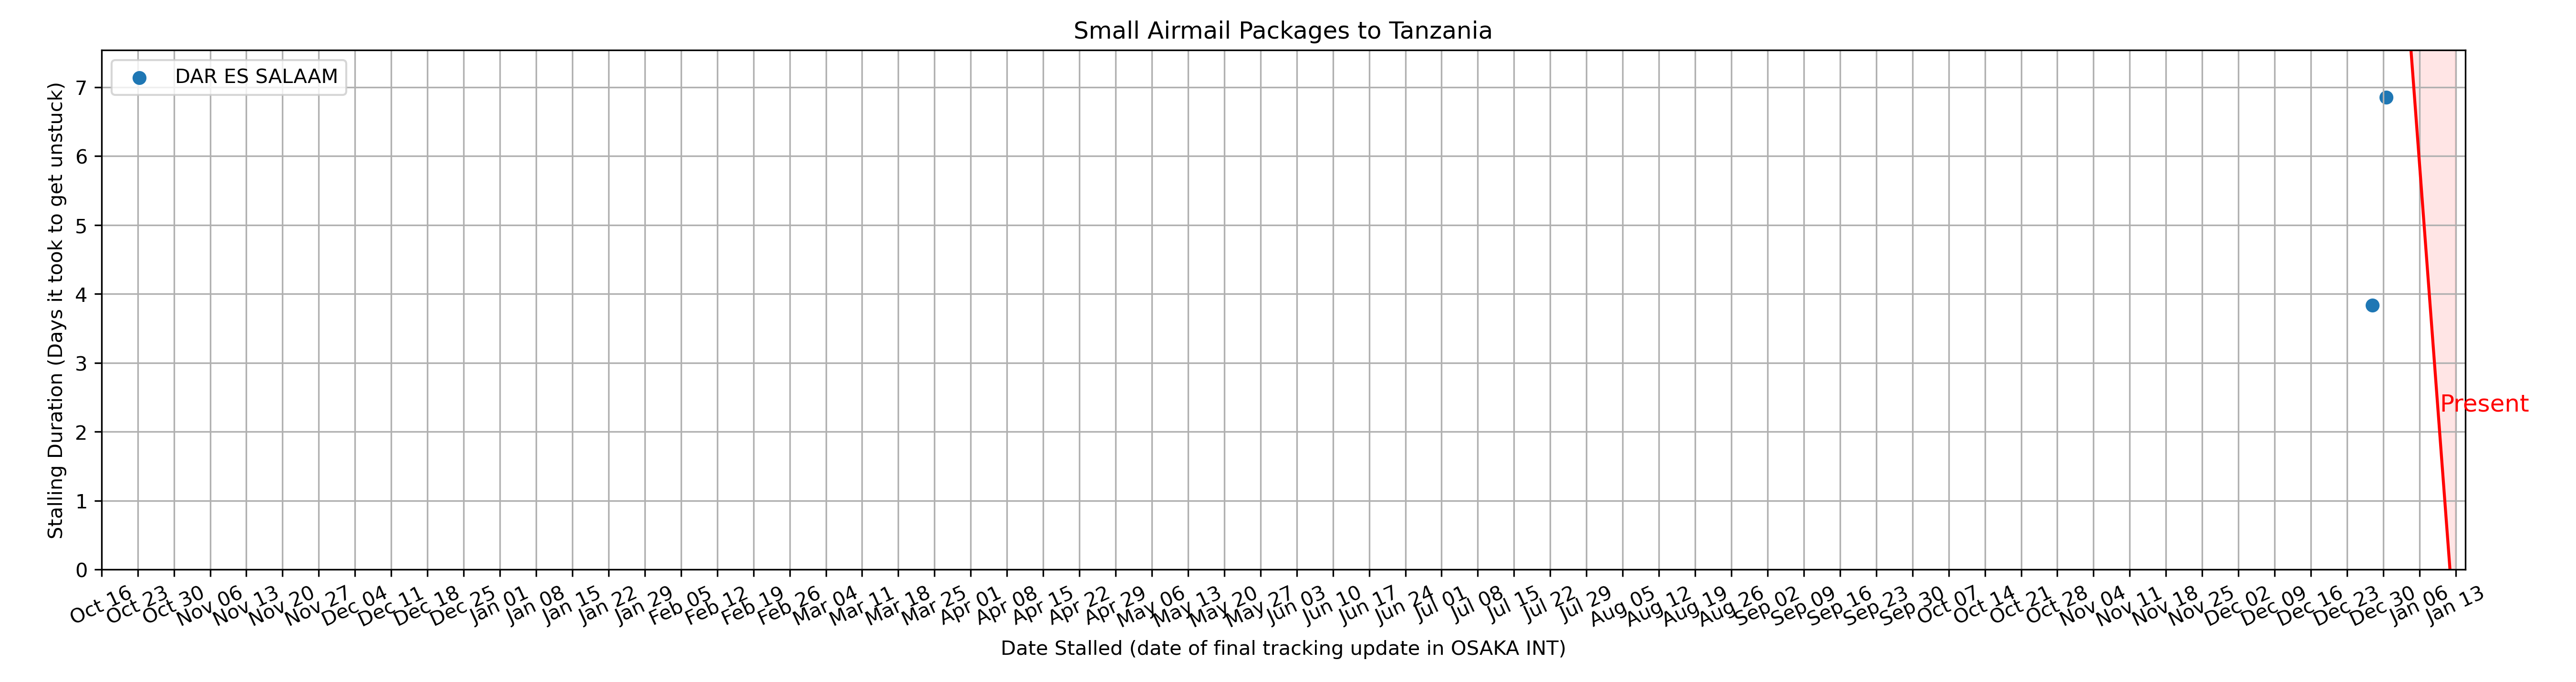 Small Airmail Packages to Tanzania
DAR ES SALAAM
Stalling Duration (Days it took to get unstuck)
7
6
5
4
3
2
1
0
Present
Oct 16 Oct 23 Oct 30 Nov 06 Nov 13 Nov 20 Nov 27 Dec 04 Dec 11 Dec 18 Dec 25 Jan 01 Jan 08 Jan 15 Jan 22 Jan 29 Feb 05 Feb 12 Feb 19 Feb 26 Mar 04 Mar 11 Mar 18 Mar 25 Apr 01 Apr 08 Apr 15 Apr 22 Apr 29 May 06 May 13 May 20 May 27 Jun 03 Jun 10 Jun 17 Jun 24 Jul 01 Jul 08 Jul 15 Jul 22 Jul 29 Aug 05 Aug 12 Aug 19 Aug 26 Sep 02 Sep 09 Sep 16 Sep 23 Sep 30 Oct 07 Oct 14 Oct 21 Oct 28 Nov 04 Nov 11 Nov 18 Nov 25 Dec 02 Dec 09 Dec 16 Dec 23 Dec 30 Jan 06 Jan 13
Date Stalled (date of final tracking update in OSAKA INT)